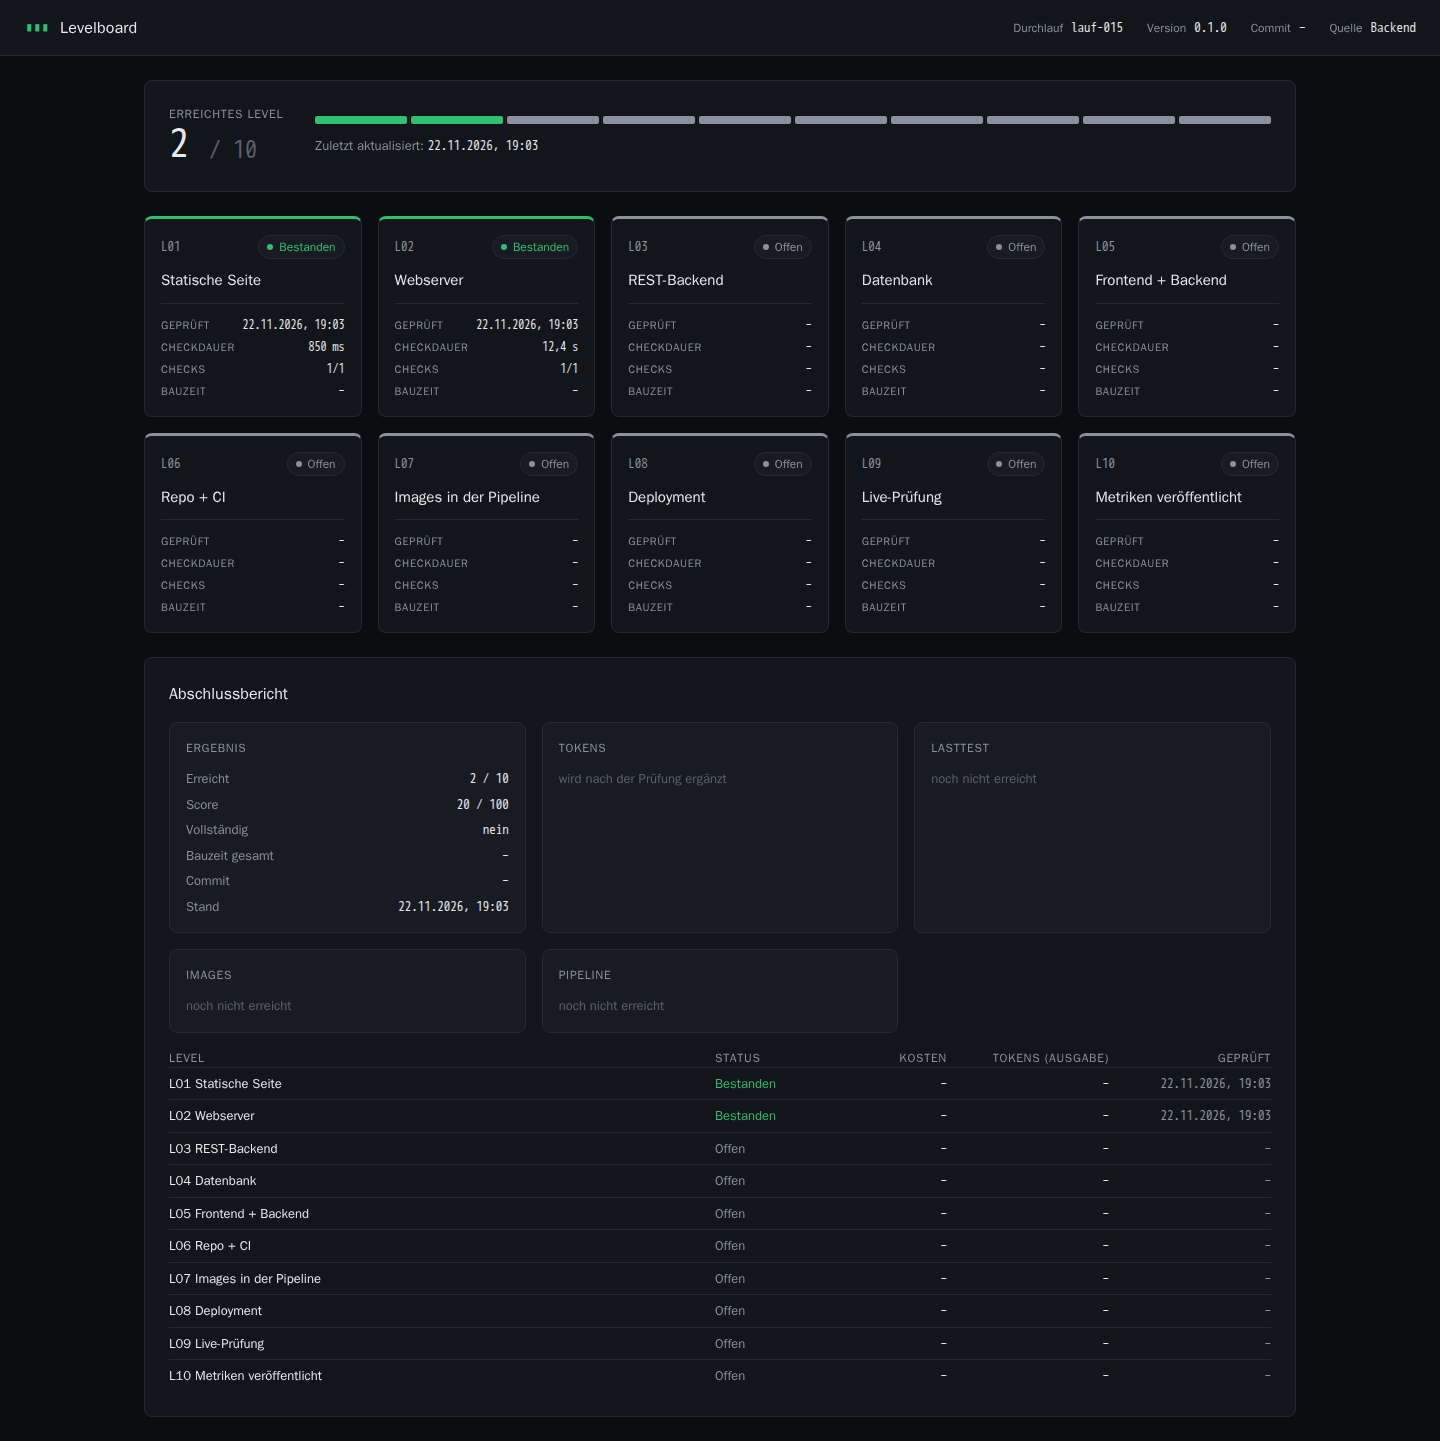 Levelboard
Durchlauf lauf-015 Version 0.1.0 Commit – Quelle Backend
ERREICHTES LEVEL
2 / 10
Zuletzt aktualisiert: 22.11.2026, 19:03
L01 Bestanden
Statische Seite
GEPRÜFT 22.11.2026, 19:03
CHECKDAUER 850 ms
CHECKS 1/1
BAUZEIT –
L02 Bestanden
Webserver
GEPRÜFT 22.11.2026, 19:03
CHECKDAUER 12,4 s
CHECKS 1/1
BAUZEIT –
L03 Offen
REST-Backend
GEPRÜFT –
CHECKDAUER –
CHECKS –
BAUZEIT –
L04 Offen
Datenbank
GEPRÜFT –
CHECKDAUER –
CHECKS –
BAUZEIT –
L05 Offen
Frontend + Backend
GEPRÜFT –
CHECKDAUER –
CHECKS –
BAUZEIT –
L06 Offen
Repo + CI
GEPRÜFT –
CHECKDAUER –
CHECKS –
BAUZEIT –
L07 Offen
Images in der Pipeline
GEPRÜFT –
CHECKDAUER –
CHECKS –
BAUZEIT –
L08 Offen
Deployment
GEPRÜFT –
CHECKDAUER –
CHECKS –
BAUZEIT –
L09 Offen
Live-Prüfung
GEPRÜFT –
CHECKDAUER –
CHECKS –
BAUZEIT –
L10 Offen
Metriken veröffentlicht
GEPRÜFT –
CHECKDAUER –
CHECKS –
BAUZEIT –
Abschlussbericht
ERGEBNIS
Erreicht 2 / 10
Score 20 / 100
Vollständig nein
Bauzeit gesamt –
Commit –
Stand 22.11.2026, 19:03
TOKENS
wird nach der Prüfung ergänzt
LASTTEST
noch nicht erreicht
IMAGES
noch nicht erreicht
PIPELINE
noch nicht erreicht
LEVEL STATUS KOSTEN TOKENS (AUSGABE) GEPRÜFT
L01 Statische Seite Bestanden – – 22.11.2026, 19:03
L02 Webserver Bestanden – – 22.11.2026, 19:03
L03 REST-Backend Offen – – –
L04 Datenbank Offen – – –
L05 Frontend + Backend Offen – – –
L06 Repo + CI Offen – – –
L07 Images in der Pipeline Offen – – –
L08 Deployment Offen – – –
L09 Live-Prüfung Offen – – –
L10 Metriken veröffentlicht Offen – – –